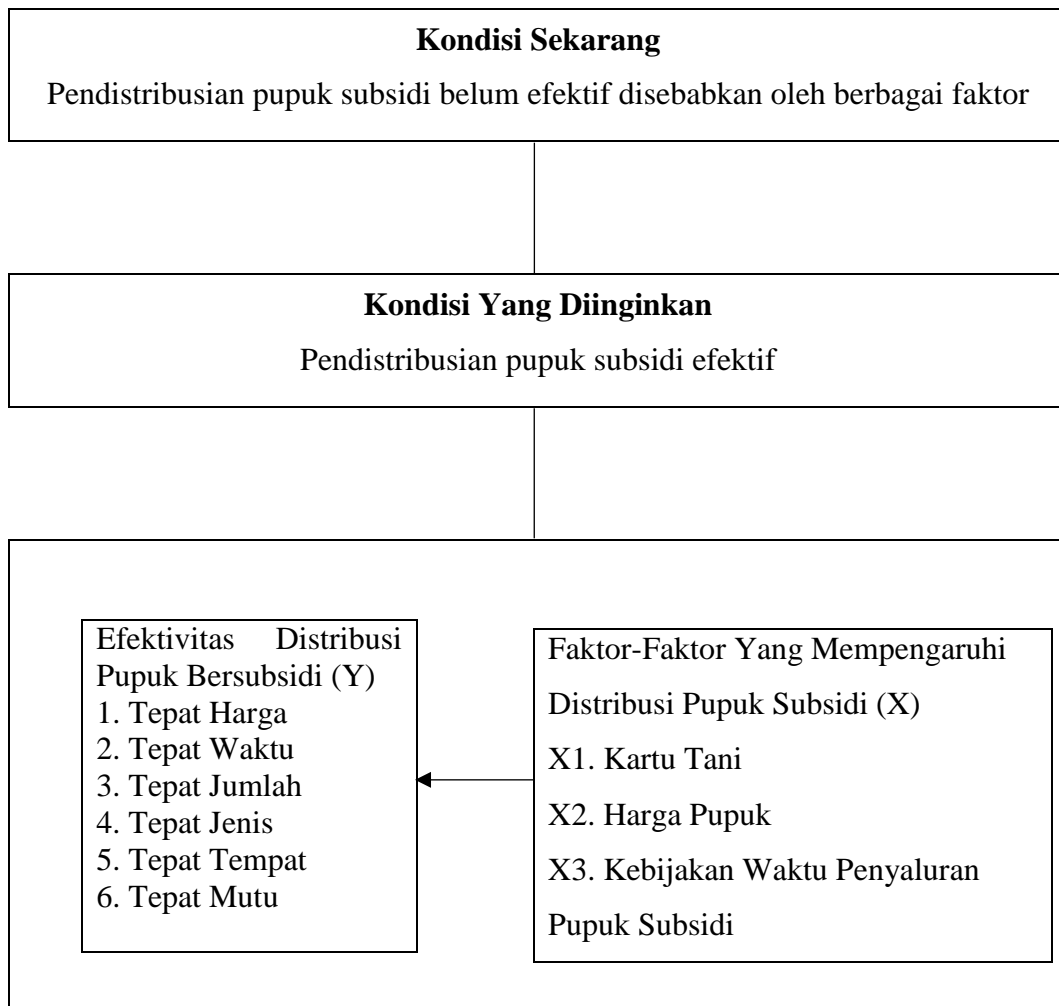 Kondisi Sekarang
Pendistribusian pupuk subsidi belum efektif disebabkan oleh berbagai faktor
Kondisi Yang Diinginkan
Pendistribusian pupuk subsidi efektif
Efektivitas Distribusi
Pupuk Bersubsidi (Y)
1. Tepat Harga
2. Tepat Waktu
3. Tepat Jumlah
4. Tepat Jenis
5. Tepat Tempat
6. Tepat Mutu
Faktor-Faktor Yang Mempengaruhi
Distribusi Pupuk Subsidi (X)
X1. Kartu Tani
X2. Harga Pupuk
X3. Kebijakan Waktu Penyaluran
Pupuk Subsidi